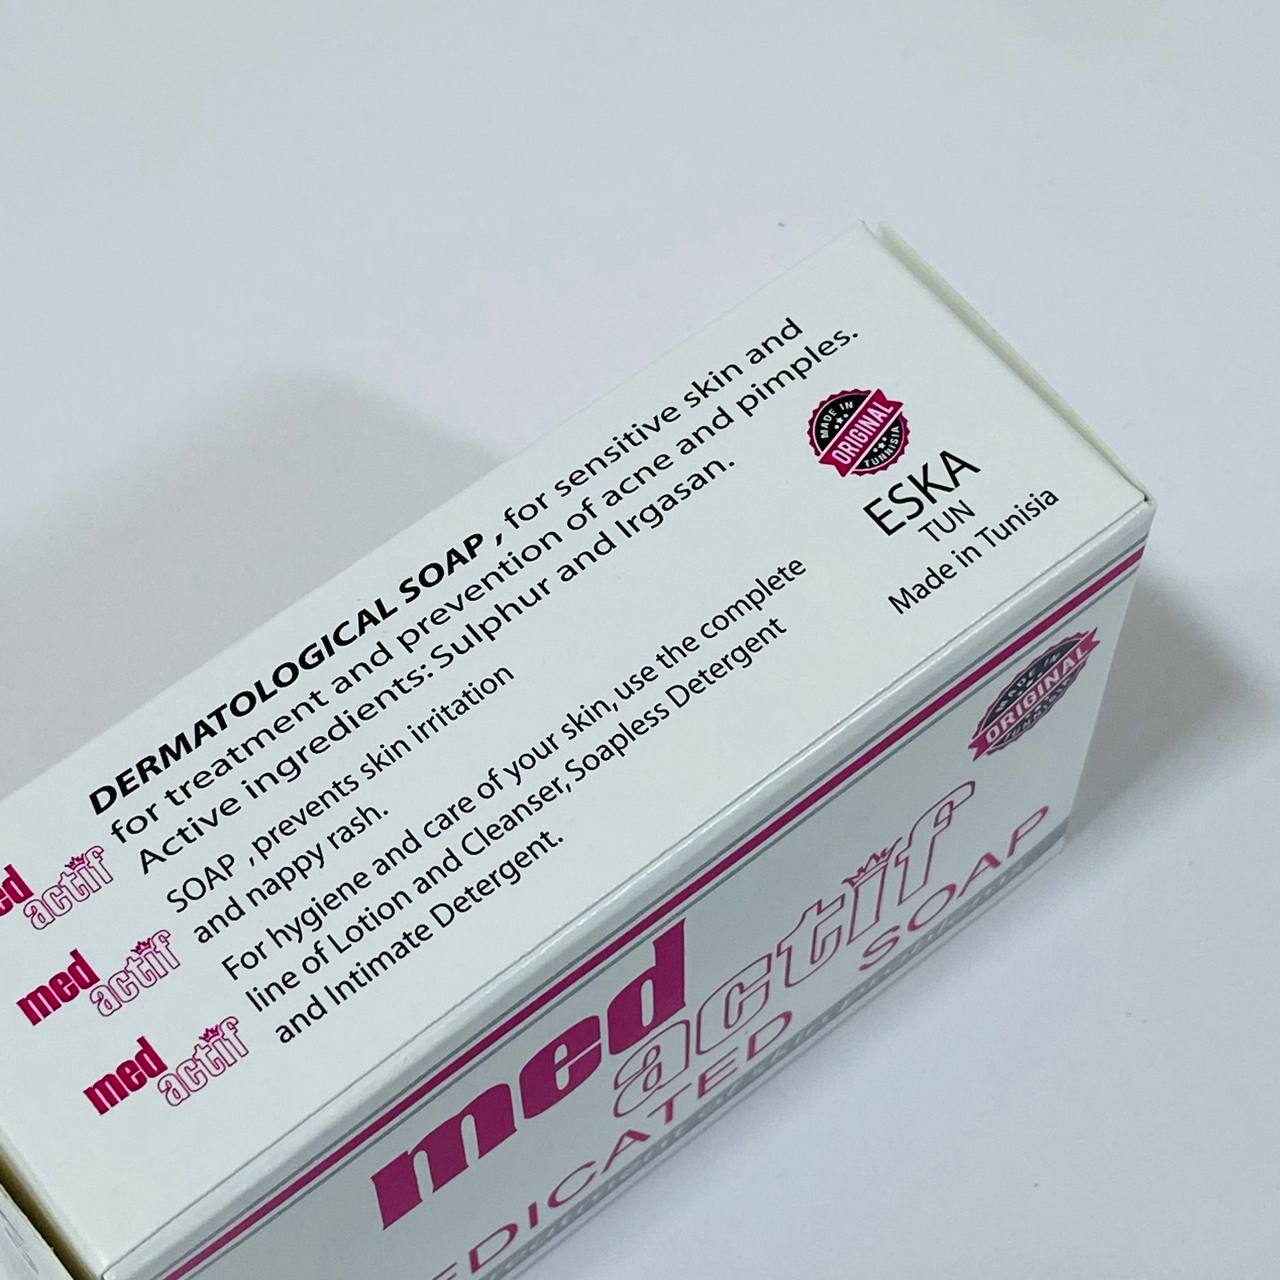 DERMATOLOGICAL SOAP , for sensitive skin and
for treatment and prevention of acne and pimples.
Active ingredients: Sulphur and Irgasan.
med
actif
SOAP , prevents skin irritation
and nappy rash.
med
actif
For hygiene and care of your skin, use the complete
line of Lotion and Cleanser, Soapless Detergent
and Intimate Detergent.
MADE IN
ORIGINAL
TUNNISIA
ESKA
TUN
Made in Tunisia
actif
MADE IN
ORIGINAL
med
actif
SOAP